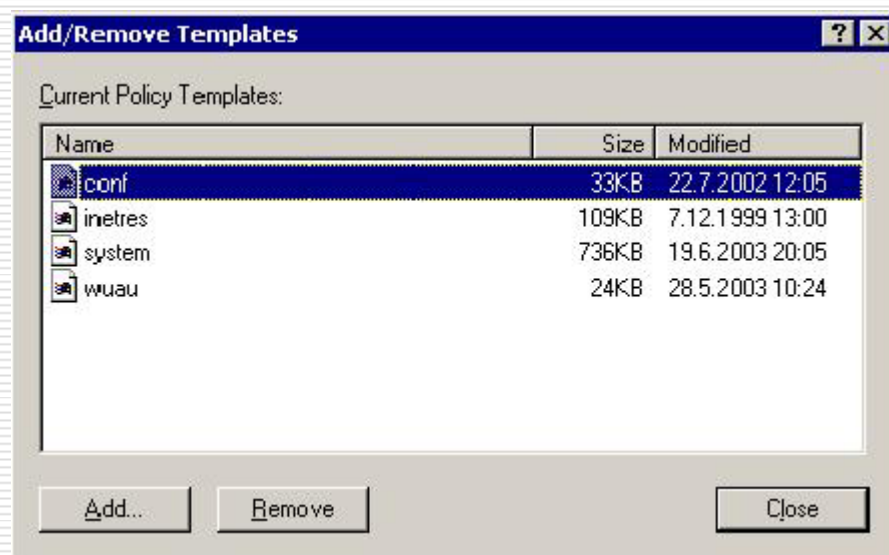 Add/Remove Templates
Current Policy Templates:
Name Size Modified
conf 33KB 22.7.2002 12:05
inetres 109KB 7.12.1999 13:00
system 736KB 19.6.2003 20:05
wuau 24KB 28.5.2003 10:24
Add... Remove Close